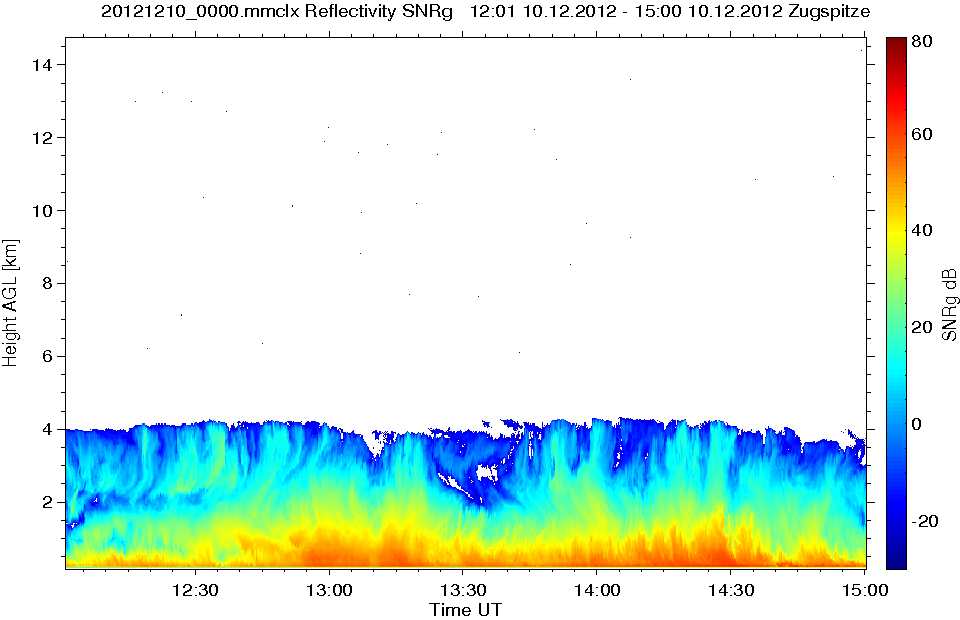 20121210_0000.mmclx Reflectivity SNRg 12:01 10.12.2012 - 15:00 10.12.2012 Zugspitze
Height AGL [km]
14
12
10
8
6
4
2
12:30 13:00 13:30 14:00 14:30 15:00
Time UT
80
60
40
20
0
-20
SNRg dB